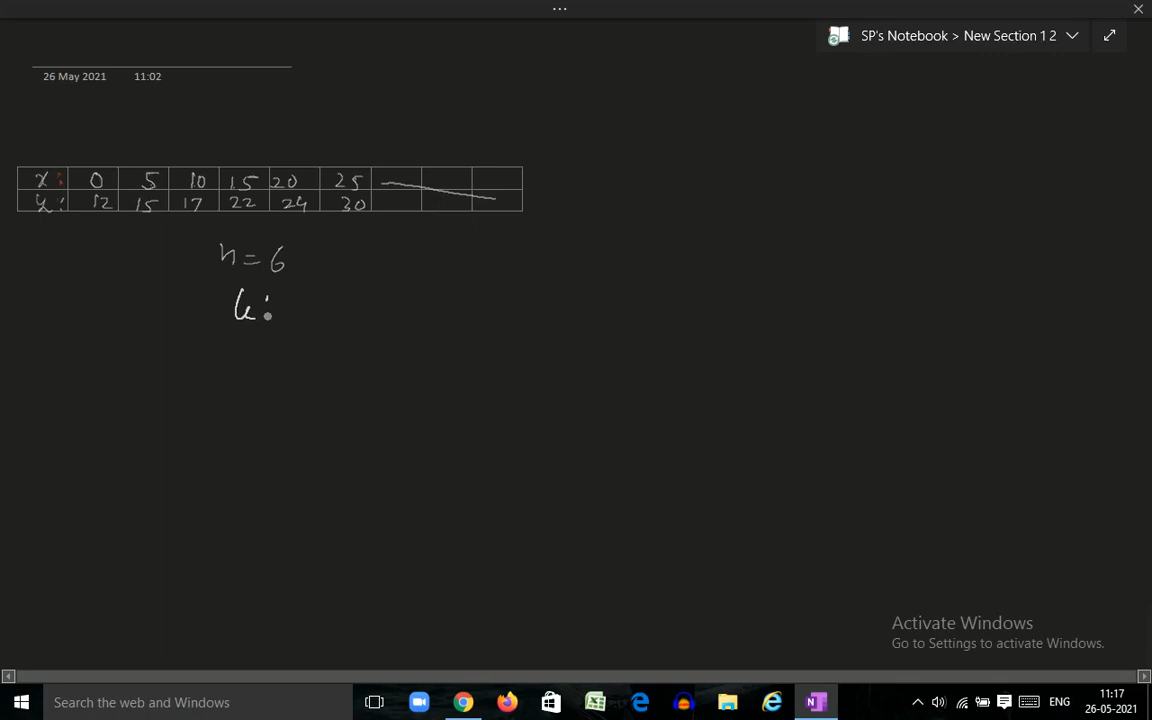 SP's Notebook > New Section 1 2
26 May 2021 11:02
x : 0 5 10 15 20 25
y : 12 15 17 22 24 30
n = 6
Activate Windows
Go to Settings to activate Windows.
Search the web and Windows
ENG
11:17
26-05-2021